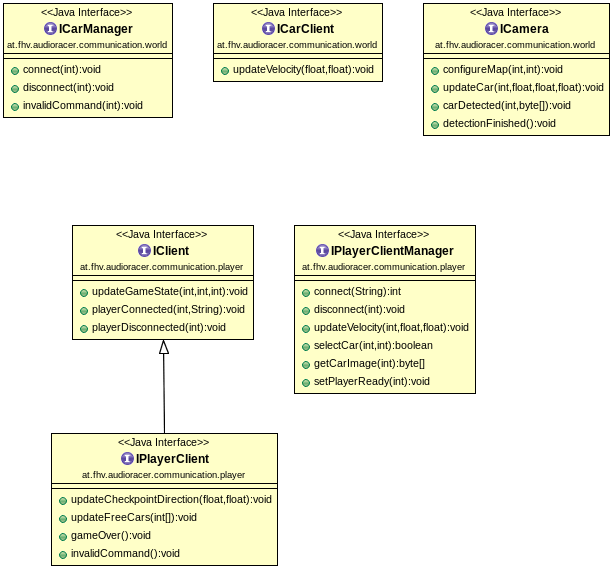 <<Java Interface>>
ICarManager
at.fhv.audioracer.communication.world
connect(int):void
disconnect(int):void
invalidCommand(int):void
<<Java Interface>>
ICarClient
at.fhv.audioracer.communication.world
updateVelocity(float,float):void
<<Java Interface>>
ICamera
at.fhv.audioracer.communication.world
configureMap(int,int):void
updateCar(int,float,float,float):void
carDetected(int,byte[]):void
detectionFinished():void
<<Java Interface>>
IClient
at.fhv.audioracer.communication.player
updateGameState(int,int,int):void
playerConnected(int,String):void
playerDisconnected(int):void
<<Java Interface>>
IPlayerClientManager
at.fhv.audioracer.communication.player
connect(String):int
disconnect(int):void
updateVelocity(int,float,float):void
selectCar(int,int):boolean
getCarImage(int):byte[]
setPlayerReady(int):void
<<Java Interface>>
IPlayerClient
at.fhv.audioracer.communication.player
updateCheckpointDirection(float,float):void
updateFreeCars(int[]):void
gameOver():void
invalidCommand():void